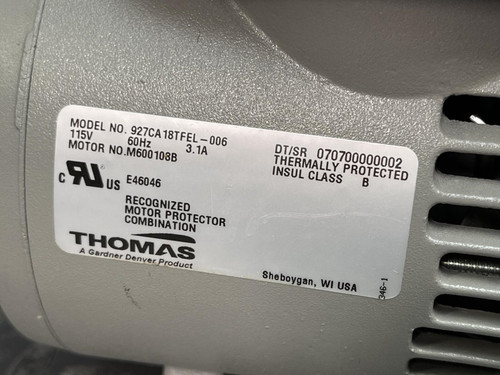 MODEL NO. 927CA18TFEL-006
115V 60Hz 3.1A
MOTOR NO.M600108B
DT/SR 070700000002
THERMALLY PROTECTED
INSUL CLASS B
c RU US E46046
RECOGNIZED
MOTOR PROTECTOR
COMBINATION
THOMAS
A Gardner Denver Product
Sheboygan, WI USA
346-1